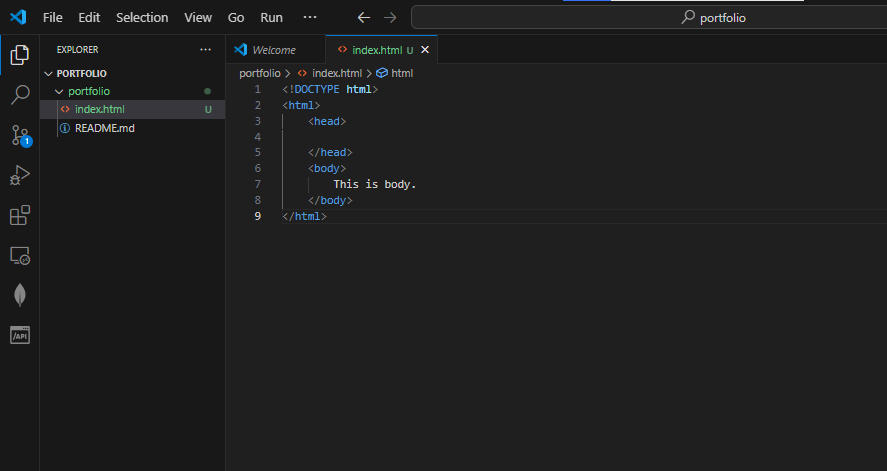 File Edit Selection View Go Run ···
portfolio
EXPLORER ···
Welcome
index.html U
PORTFOLIO
portfolio
index.html U
README.md
1
/API
portfolio > index.html > html
1 <!DOCTYPE html>
2 <html>
3 <head>
4
5 </head>
6 <body>
7 This is body.
8 </body>
9 </html>